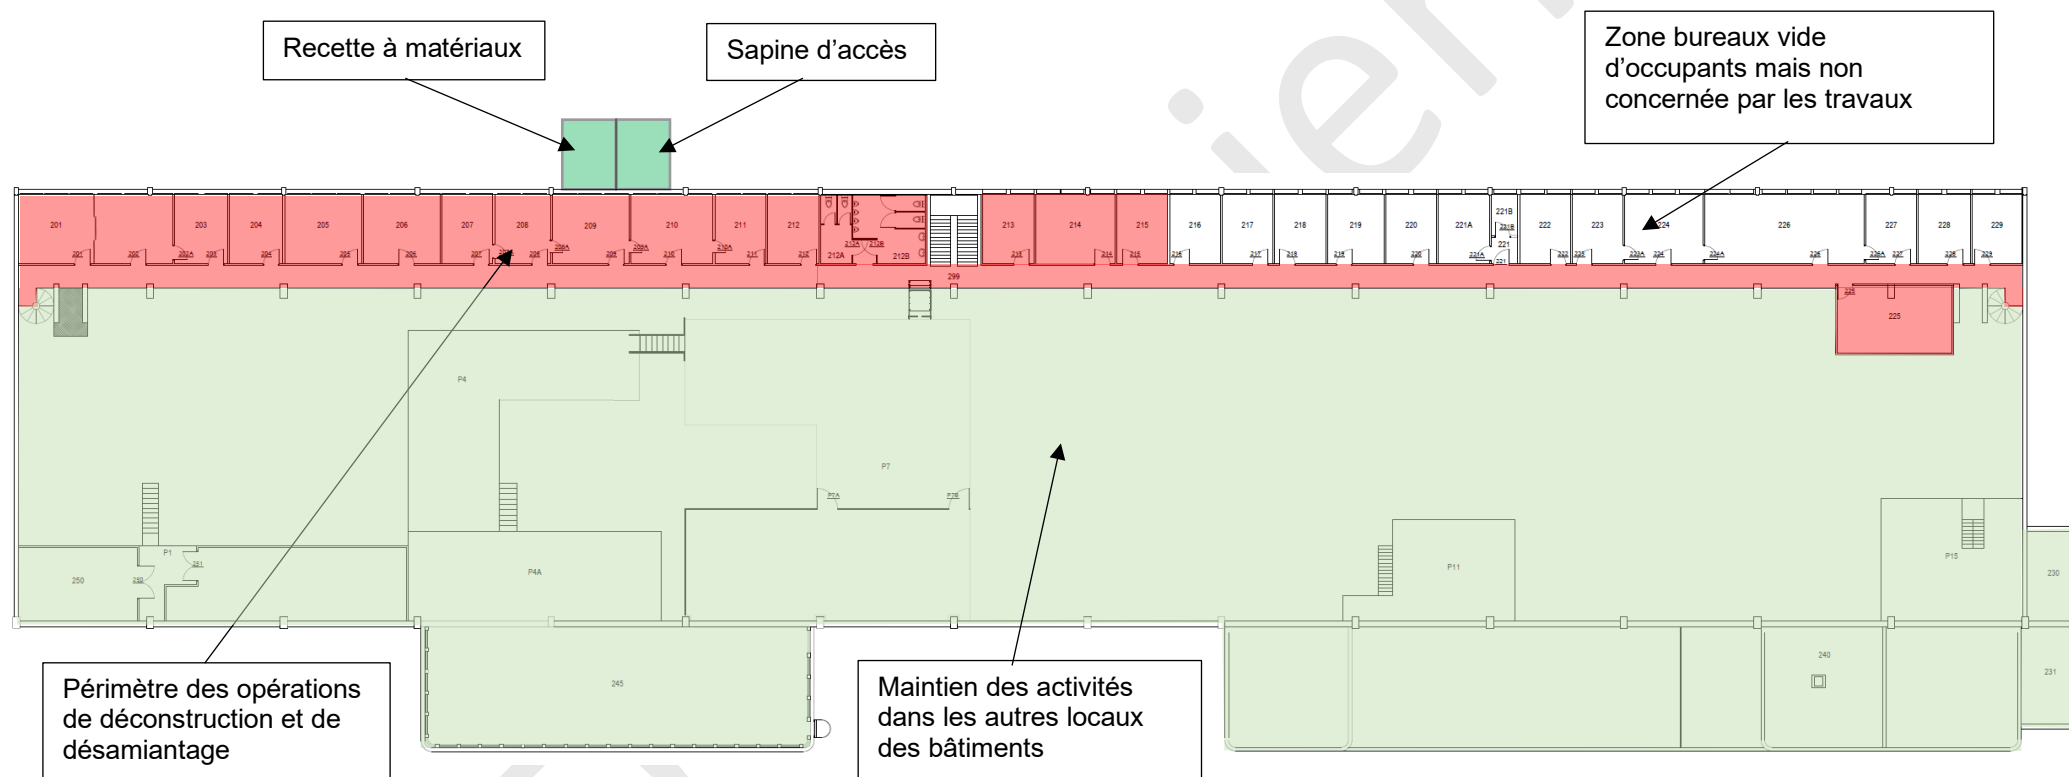 Recette à matériaux
Sapine d’accès
Zone bureaux vide
d’occupants mais non
concernée par les travaux
201 203 204 205 206 207 208 209 210 211 212 213 214 215 216 217 218 219 220 221A 221B 222 223 224 226 227 228 229
221
212A 212B
299
225
P4
P7
P7A P7B
P1
250
P4A
P11
P15
230
245
240
231
Périmètre des opérations
de déconstruction et de
désamiantage
Maintien des activités
dans les autres locaux
des bâtiments